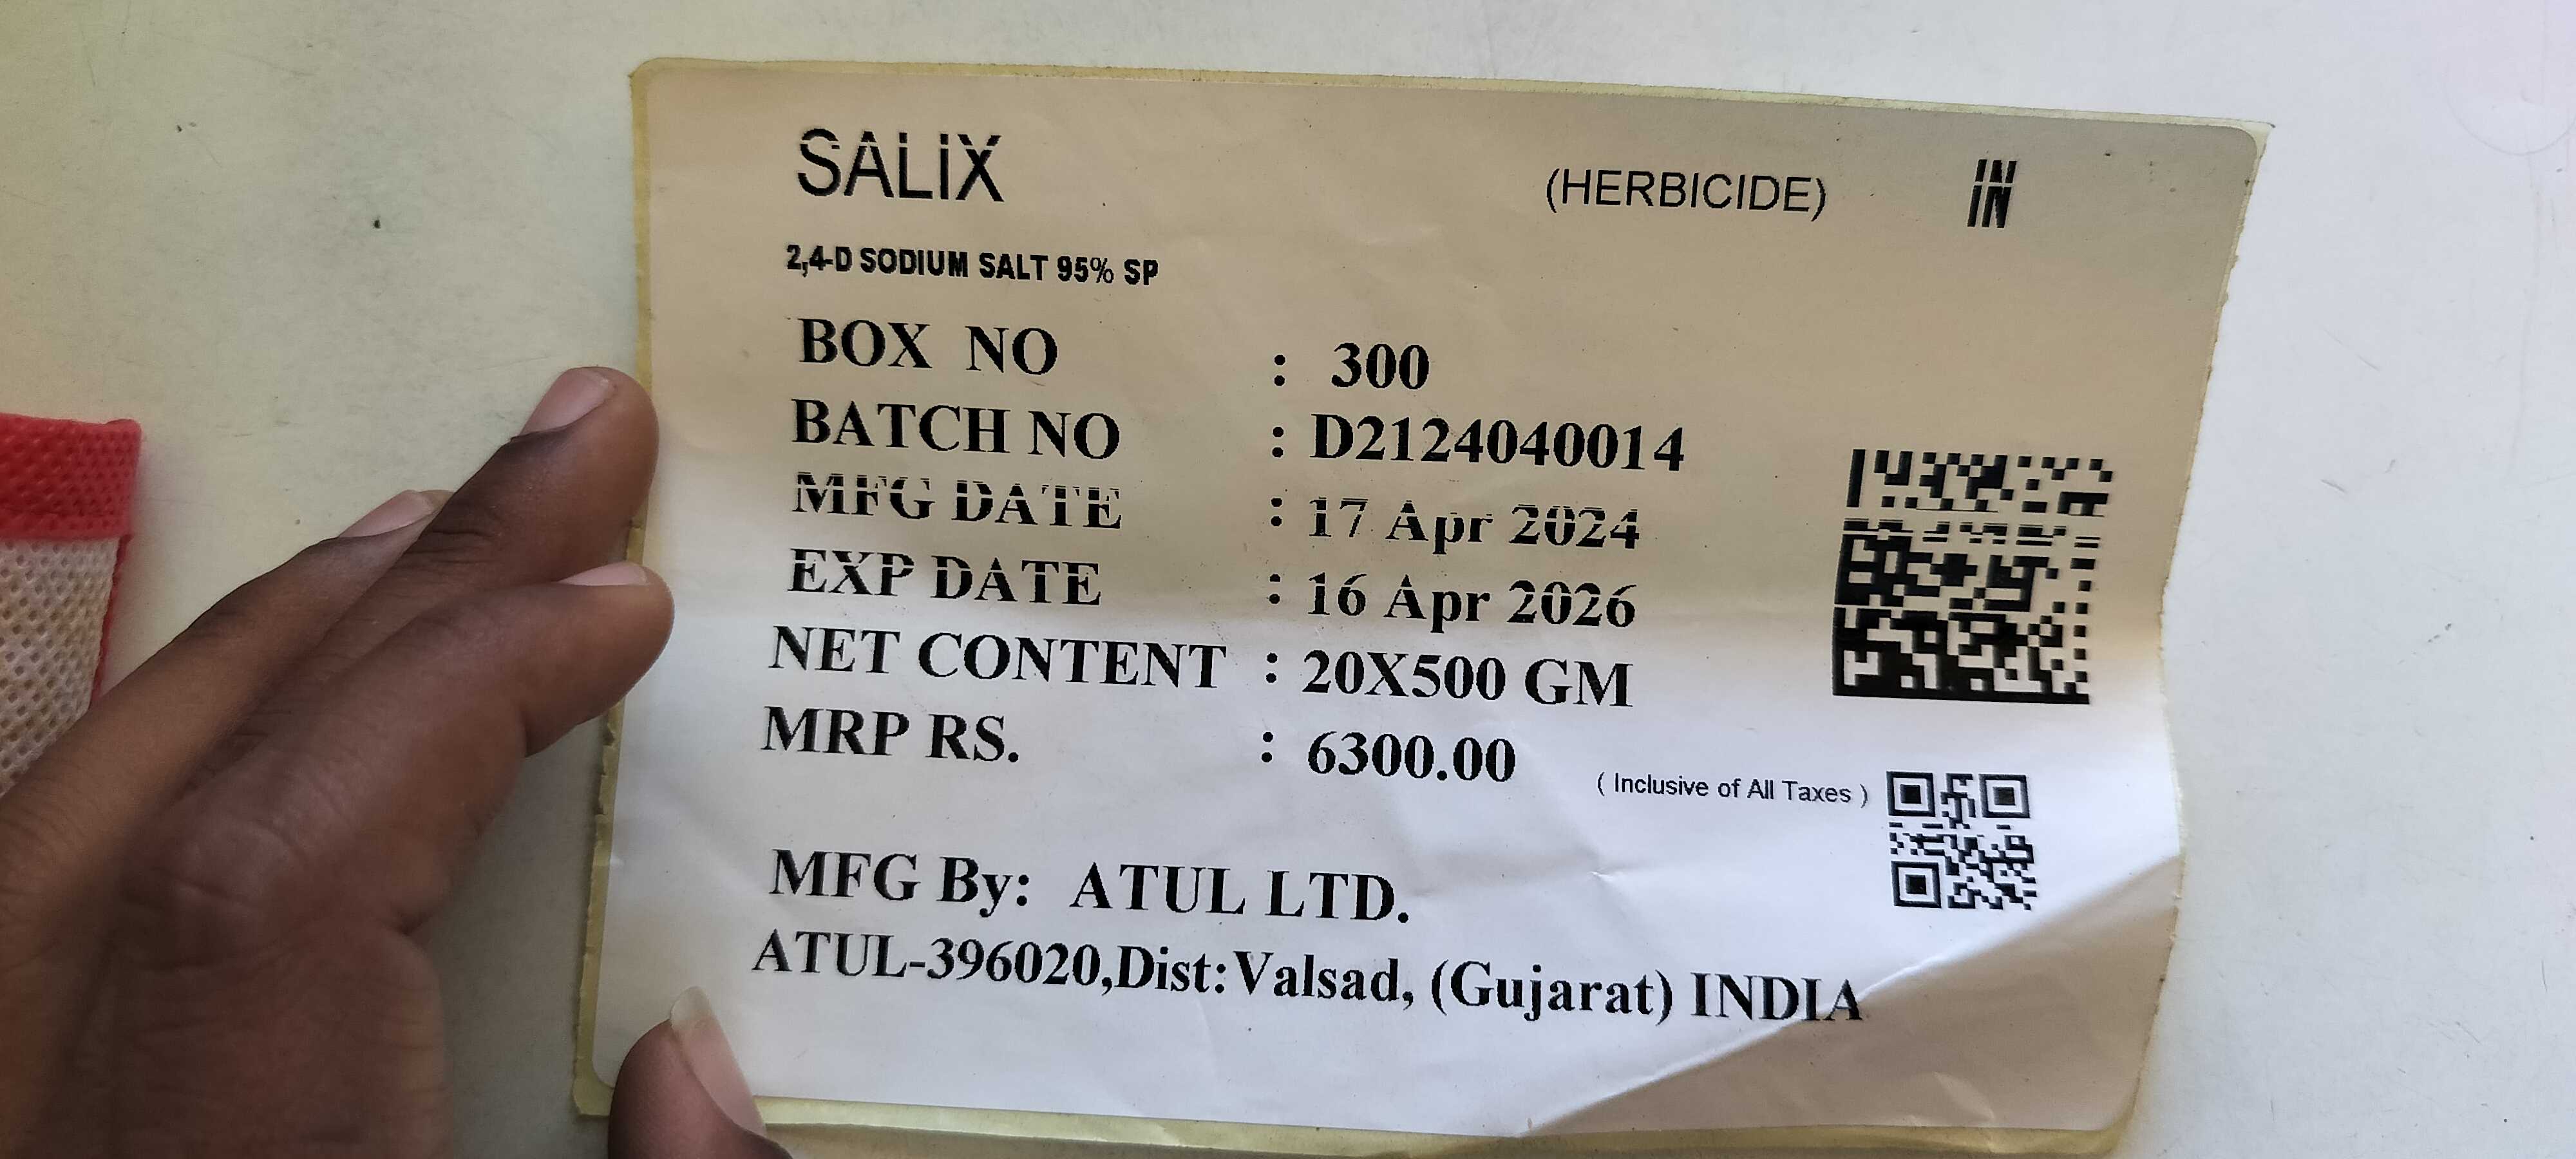 SALIX (HERBICIDE) IN
2,4-D SODIUM SALT 95% SP
BOX NO : 300
BATCH NO : D2124040014
MFG DATE : 17 Apr 2024
EXP DATE : 16 Apr 2026
NET CONTENT : 20X500 GM
MRP RS. : 6300.00 ( Inclusive of All Taxes )
MFG By: ATUL LTD.
ATUL-396020,Dist:Valsad, (Gujarat) INDIA